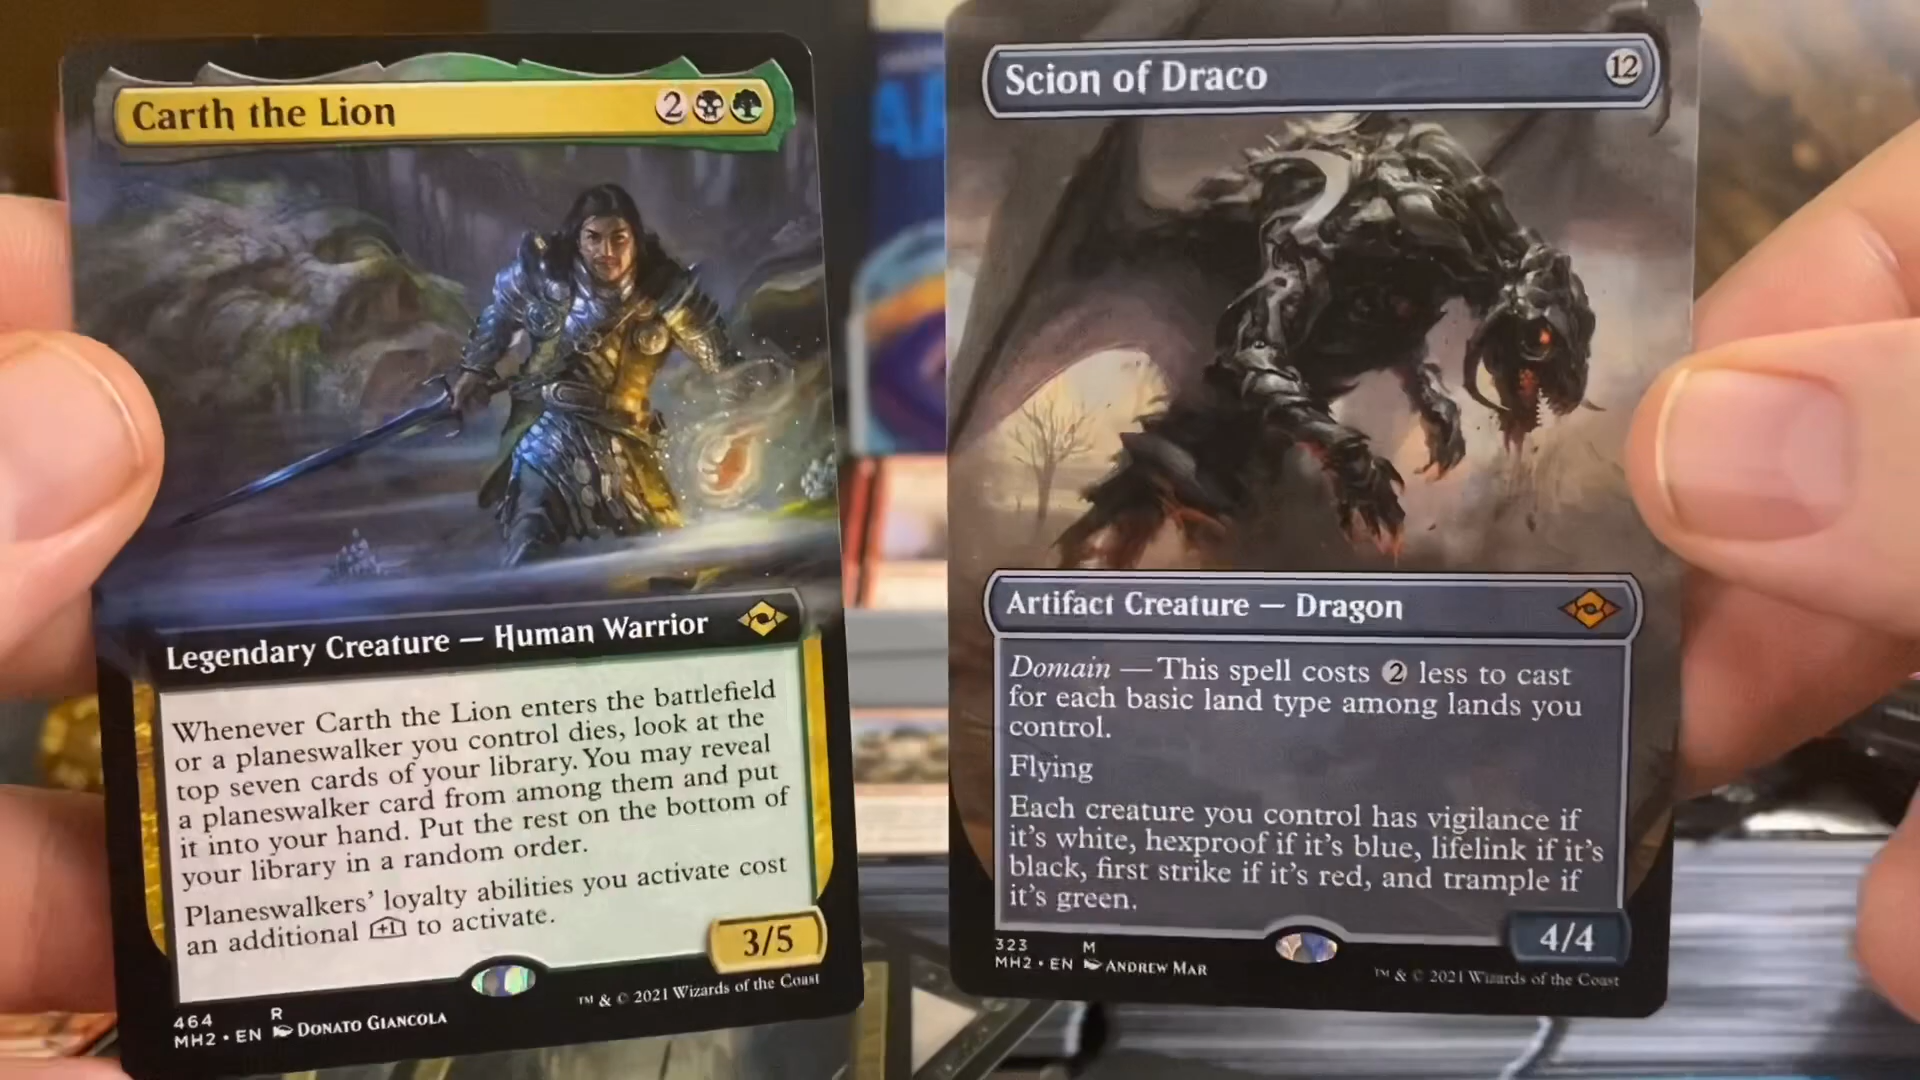 Carth the Lion
2
Legendary Creature — Human Warrior
Whenever Carth the Lion enters the battlefield
or a planeswalker you control dies, look at the
top seven cards of your library. You may reveal
a planeswalker card from among them and put
it into your hand. Put the rest on the bottom of
your library in a random order.
Planeswalkers' loyalty abilities you activate cost
an additional +1 to activate.
3/5
464 R
MH2 • EN DONATO GIANCOLA
™ & © 2021 Wizards of the Coast
Scion of Draco
12
Artifact Creature — Dragon
Domain — This spell costs 2 less to cast
for each basic land type among lands you
control.
Flying
Each creature you control has vigilance if
it's white, hexproof if it's blue, lifelink if it's
black, first strike if it's red, and trample if
it's green.
4/4
323 M
MH2 • EN ANDREW MAR
™ & © 2021 Wizards of the Coast